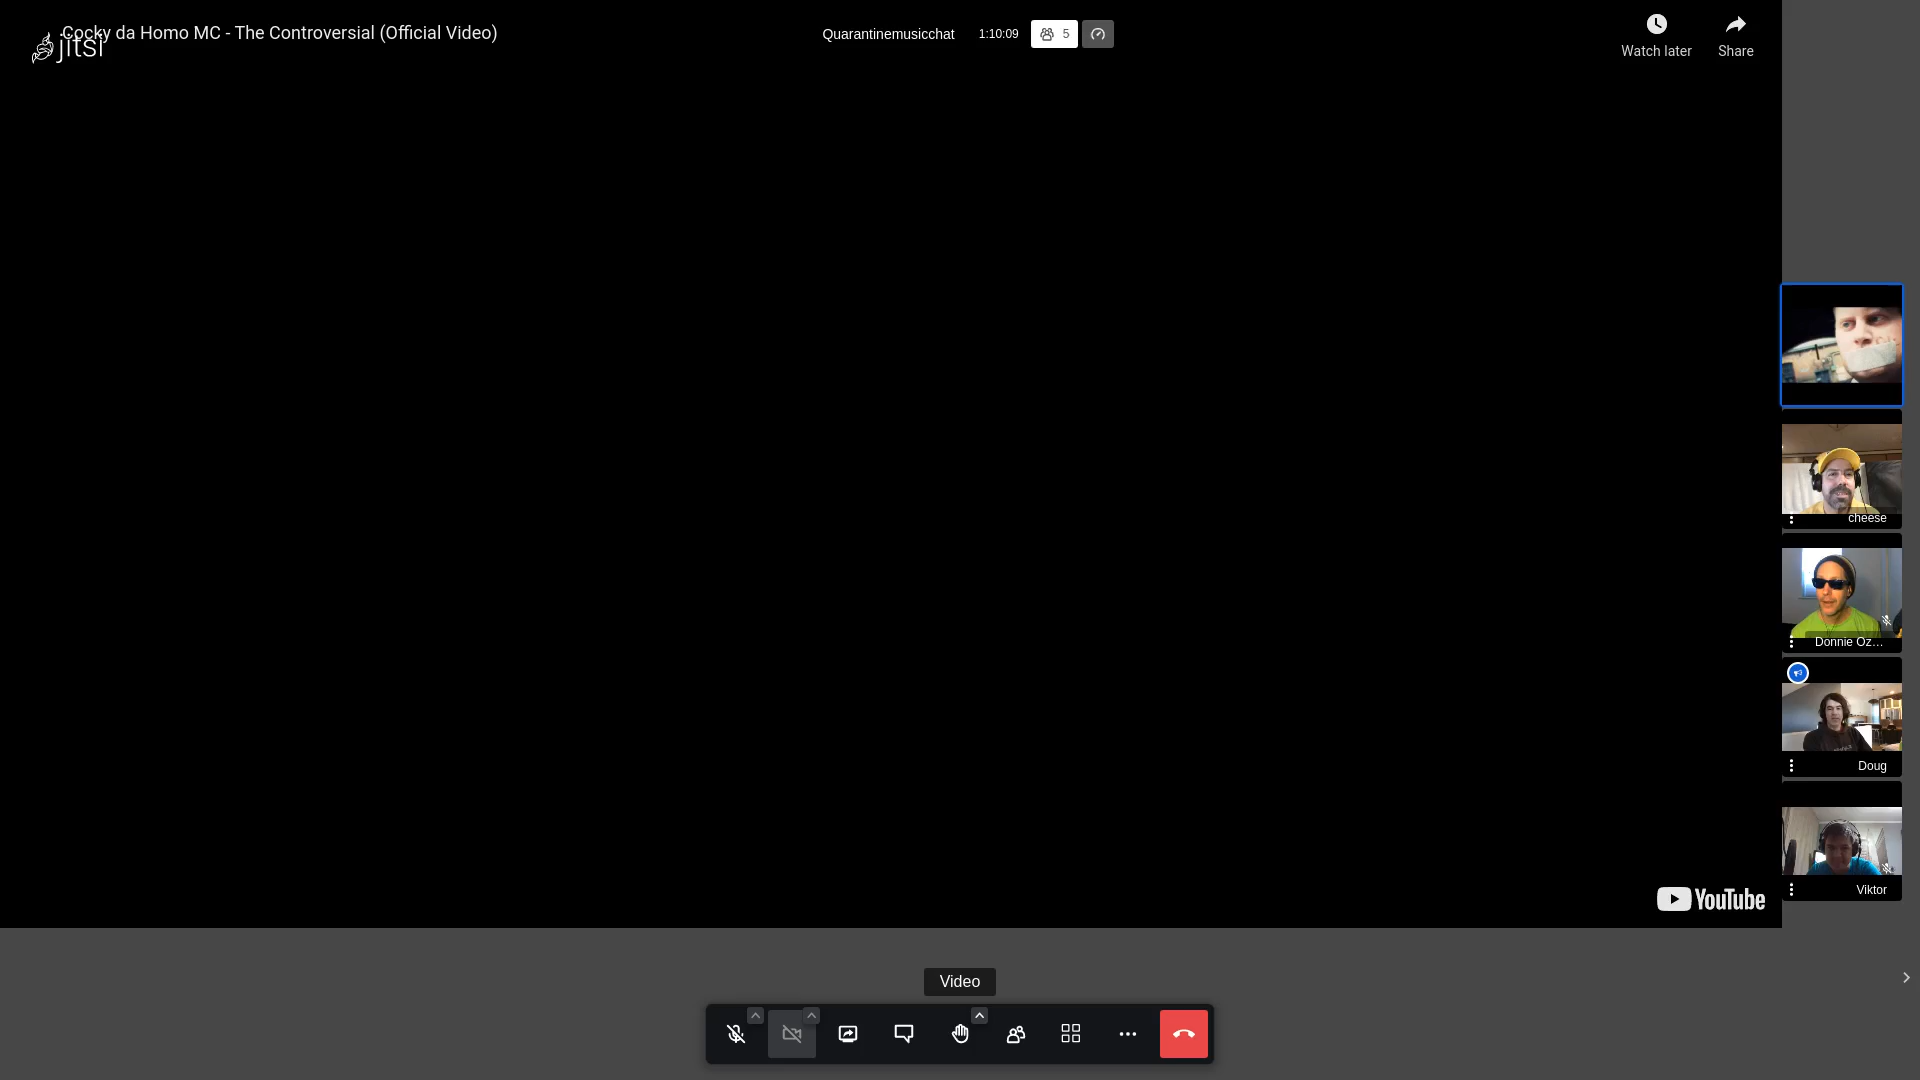 Cocky da Homo MC - The Controversial (Official Video)
jitsi
Quarantinemusicchat
1:10:09
5
Watch later
Share
cheese
Donnie Oz...
Doug
Viktor
YouTube
Video